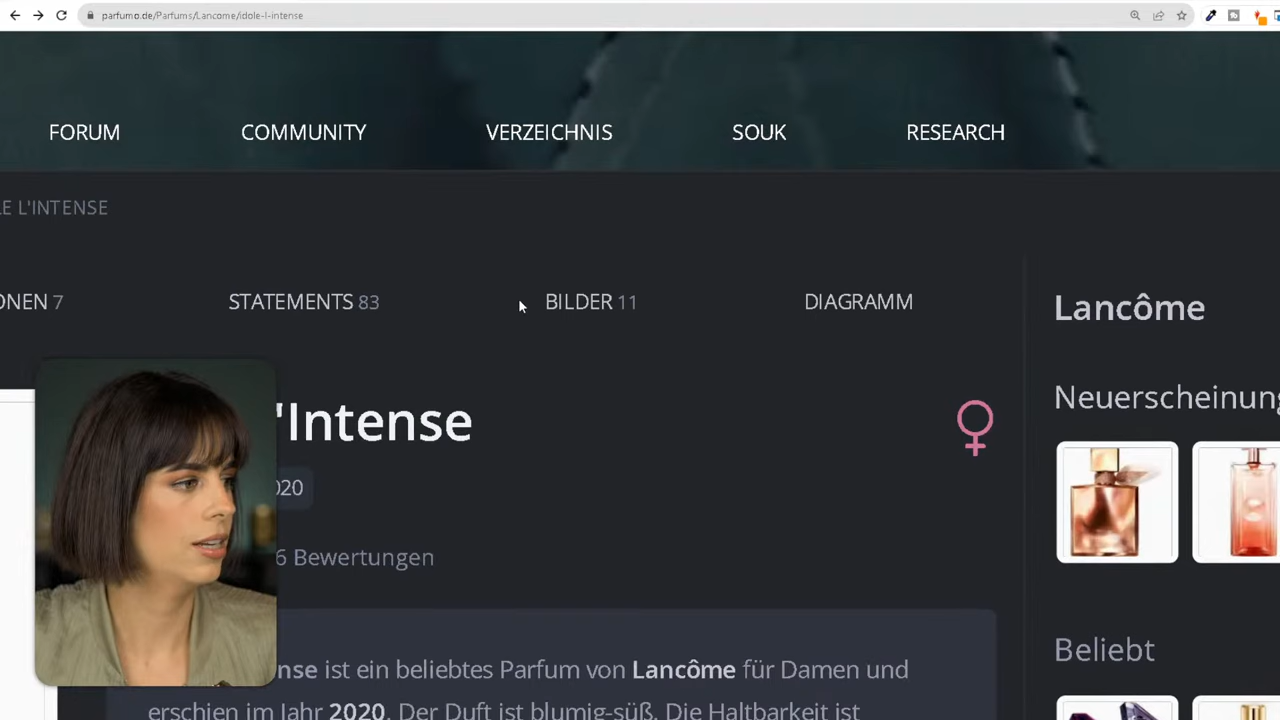 parfumo.de/Parfums/Lancome/idole-l-intense
FORUM COMMUNITY VERZEICHNIS SOUK RESEARCH
LE L'INTENSE
ONEN 7 STATEMENTS 83 BILDER 11 DIAGRAMM
Lancôme
'Intense
Neuerscheinung
020
6 Bewertungen
nse ist ein beliebtes Parfum von Lancôme für Damen und
erschien im Jahr 2020. Der Duft ist blumig-süß. Die Haltbarkeit ist
Beliebt